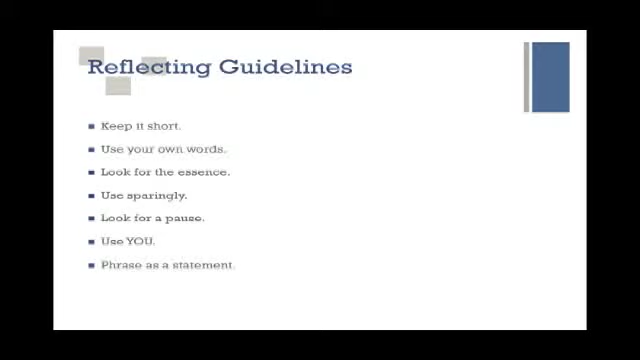 Reflecting Guidelines
Keep it short.
Use your own words.
Look for the essence.
Use sparingly.
Look for a pause.
Use YOU.
Phrase as a statement.